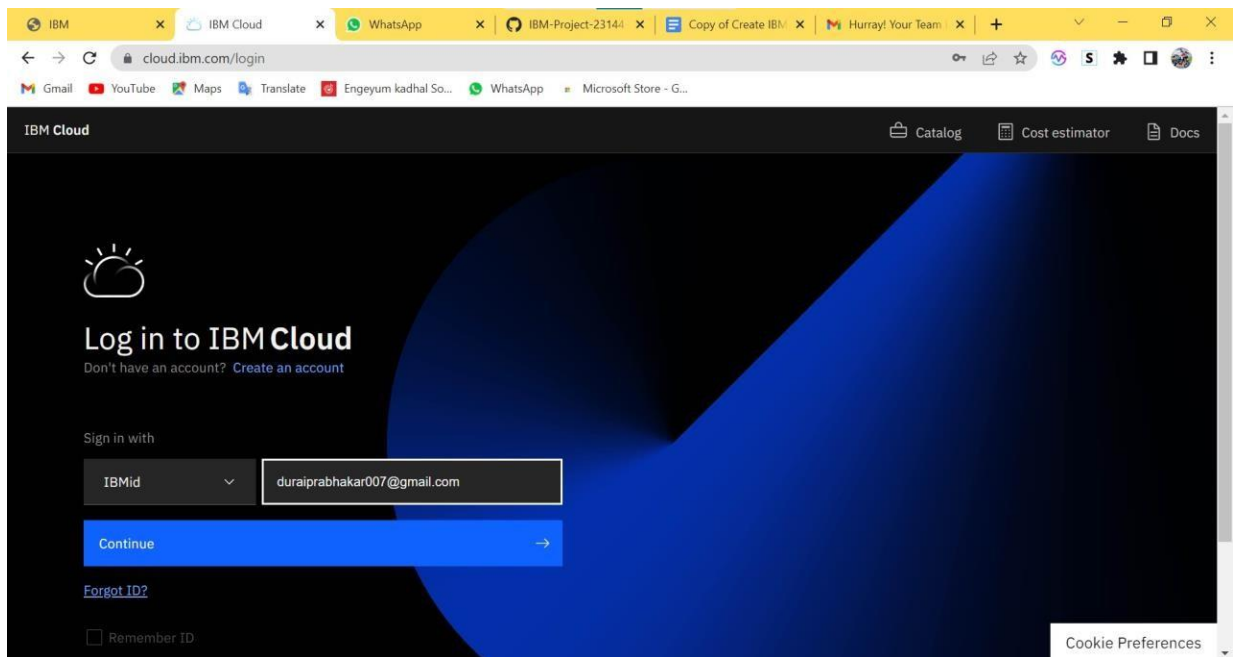 IBM IBM Cloud WhatsApp IBM-Project-23144 Copy of Create IBM Hurray! Your Team
cloud.ibm.com/login
Gmail YouTube Maps Translate Engeyum kadhal So... WhatsApp Microsoft Store - G...
IBM Cloud Catalog Cost estimator Docs
Log in to IBM Cloud
Don't have an account? Create an account
Sign in with
IBMid duraiprabhakar007@gmail.com
Continue
Forgot ID?
Remember ID
Cookie Preferences